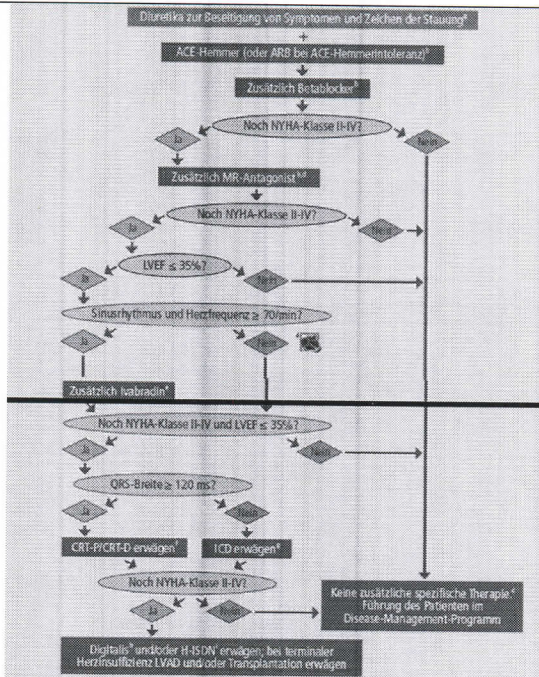 Diuretika zur Beseitigung von Symptomen und Zeichen der Stauung
+
ACE-Hemmer (oder ARB bei ACE-Hemmerintoleranz)
Zusätzlich Betablocker
Noch NYHA-Klasse II-IV?
Ja
Nein
Zusätzlich MR-Antagonist
Noch NYHA-Klasse II-IV?
Ja
Nein
LVEF ≤ 35%?
Ja
Nein
Sinusrhythmus und Herzfrequenz ≥ 70/min?
Ja
Nein
Zusätzlich Ivabradin
Noch NYHA-Klasse II-IV und LVEF ≤ 35%?
Ja
Nein
QRS-Breite ≥ 120 ms?
Ja
Nein
CRT-P/CRT-D erwägen
ICD erwägen
Noch NYHA-Klasse II-IV?
Ja
Nein
Keine zusätzliche spezifische Therapie
Führung des Patienten im
Disease-Management-Programm
Digitalis und/oder H-ISDN erwägen; bei terminaler
Herzinsuffizienz LVAD und/oder Transplantation erwägen